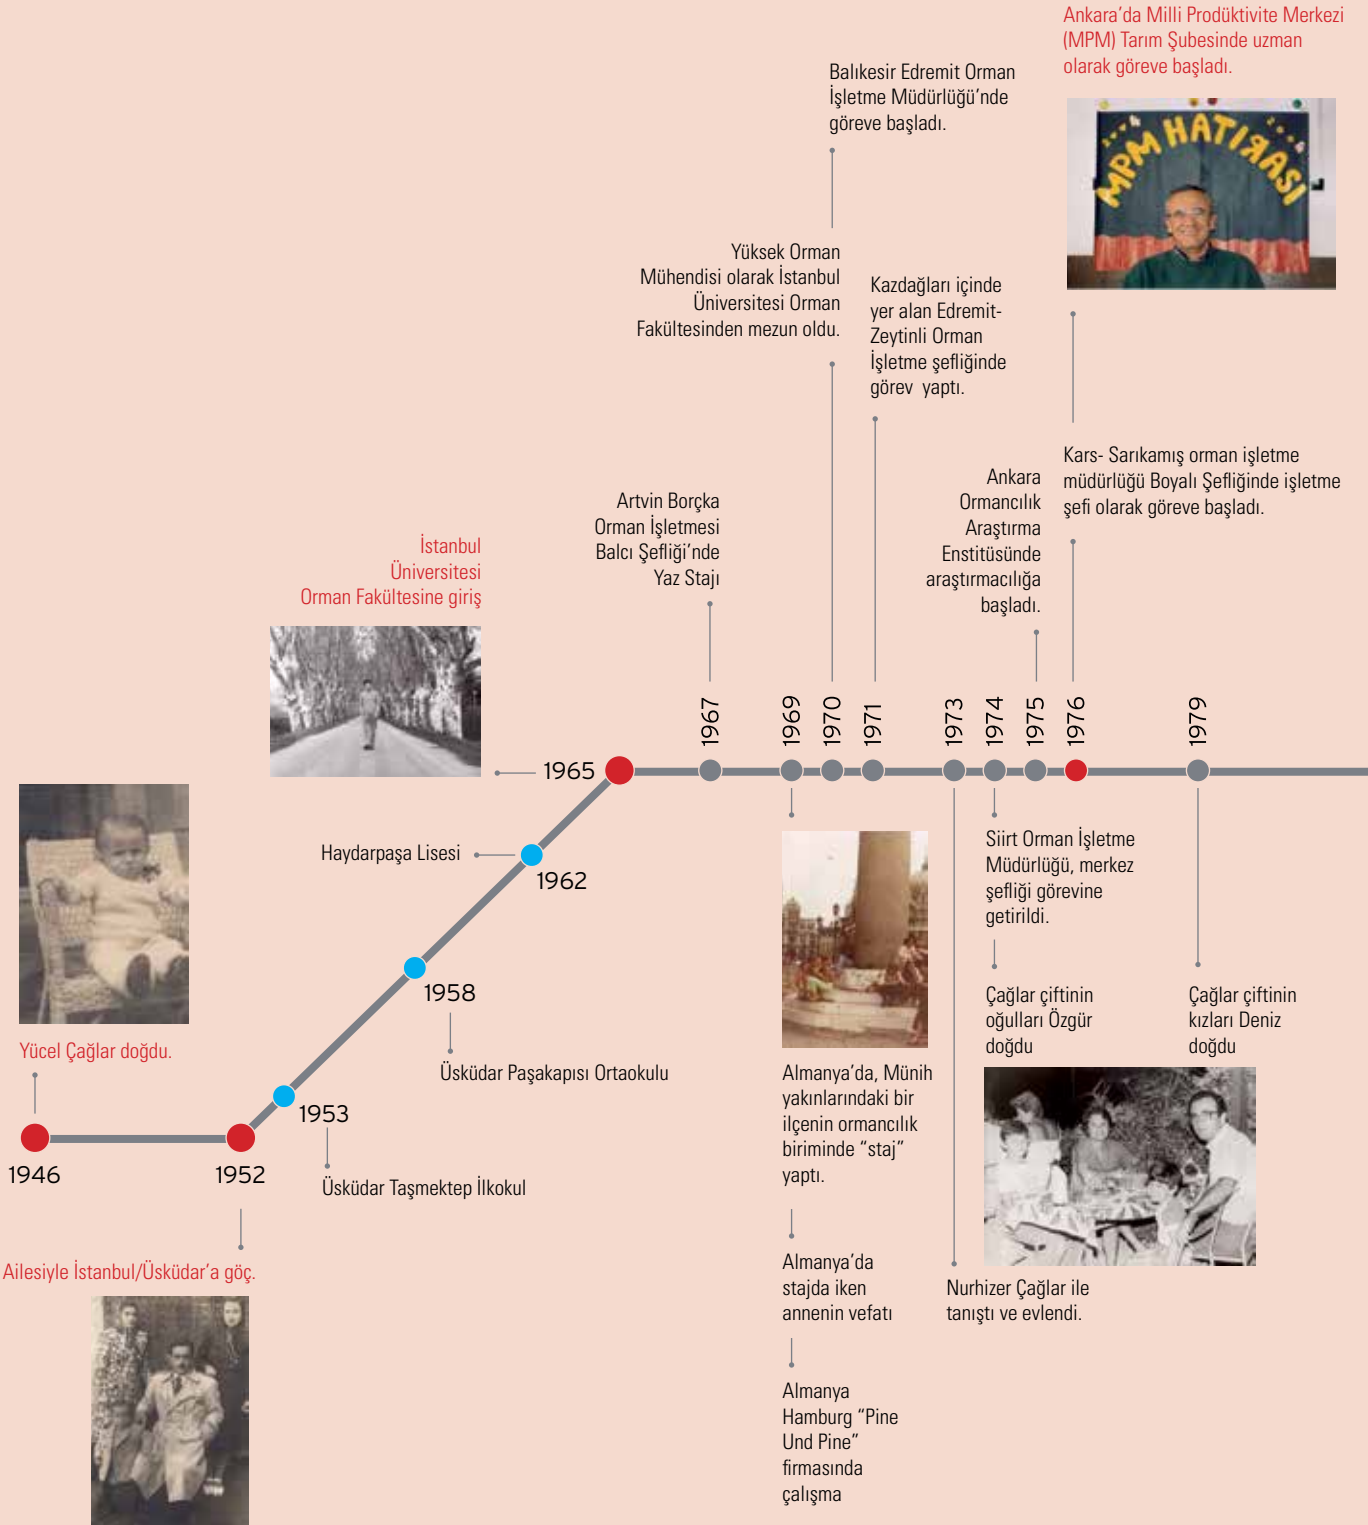 Ankara'da Milli Prodüktivite Merkezi
(MPM) Tarım Şubesinde uzman
olarak göreve başladı.
2004 MPM HATIRASI 2004
Kars- Sarıkamış orman işletme
müdürlüğü Boyalı Şefliğinde işletme
şefi olarak göreve başladı.
Balıkesir Edremit Orman
İşletme Müdürlüğü'nde
göreve başladı.
Yüksek Orman
Mühendisi olarak İstanbul
Üniversitesi Orman
Fakültesinden mezun oldu.
Kazdağları içinde
yer alan Edremit-
Zeytinli Orman
İşletme şefliğinde
görev yaptı.
Ankara
Ormancılık
Araştırma
Enstitüsünde
araştırmacılığa
başladı.
Artvin Borçka
Orman İşletmesi
Balcı Şefliği'nde
Yaz Stajı
İstanbul
Üniversitesi
Orman Fakültesine giriş
1967
1969
1970
1971
1973
1974
1975
1976
1979
1965
Haydarpaşa Lisesi
1962
1958
Üsküdar Paşakapısı Ortaokulu
Yücel Çağlar doğdu.
1953
1946
1952
Üsküdar Taşmektep İlkokul
Ailesiyle İstanbul/Üsküdar'a göç.
Almanya'da, Münih
yakınlarındaki bir
ilçenin ormancılık
biriminde “staj”
yaptı.
Almanya'da
stajda iken
annenin vefatı
Almanya
Hamburg “Pine
Und Pine”
firmasında
çalışma
Siirt Orman İşletme
Müdürlüğü, merkez
şefliği görevine
getirildi.
Çağlar çiftinin
oğulları Özgür
doğdu
Çağlar çiftinin
kızları Deniz
doğdu
Nurhizer Çağlar ile
tanıştı ve evlendi.